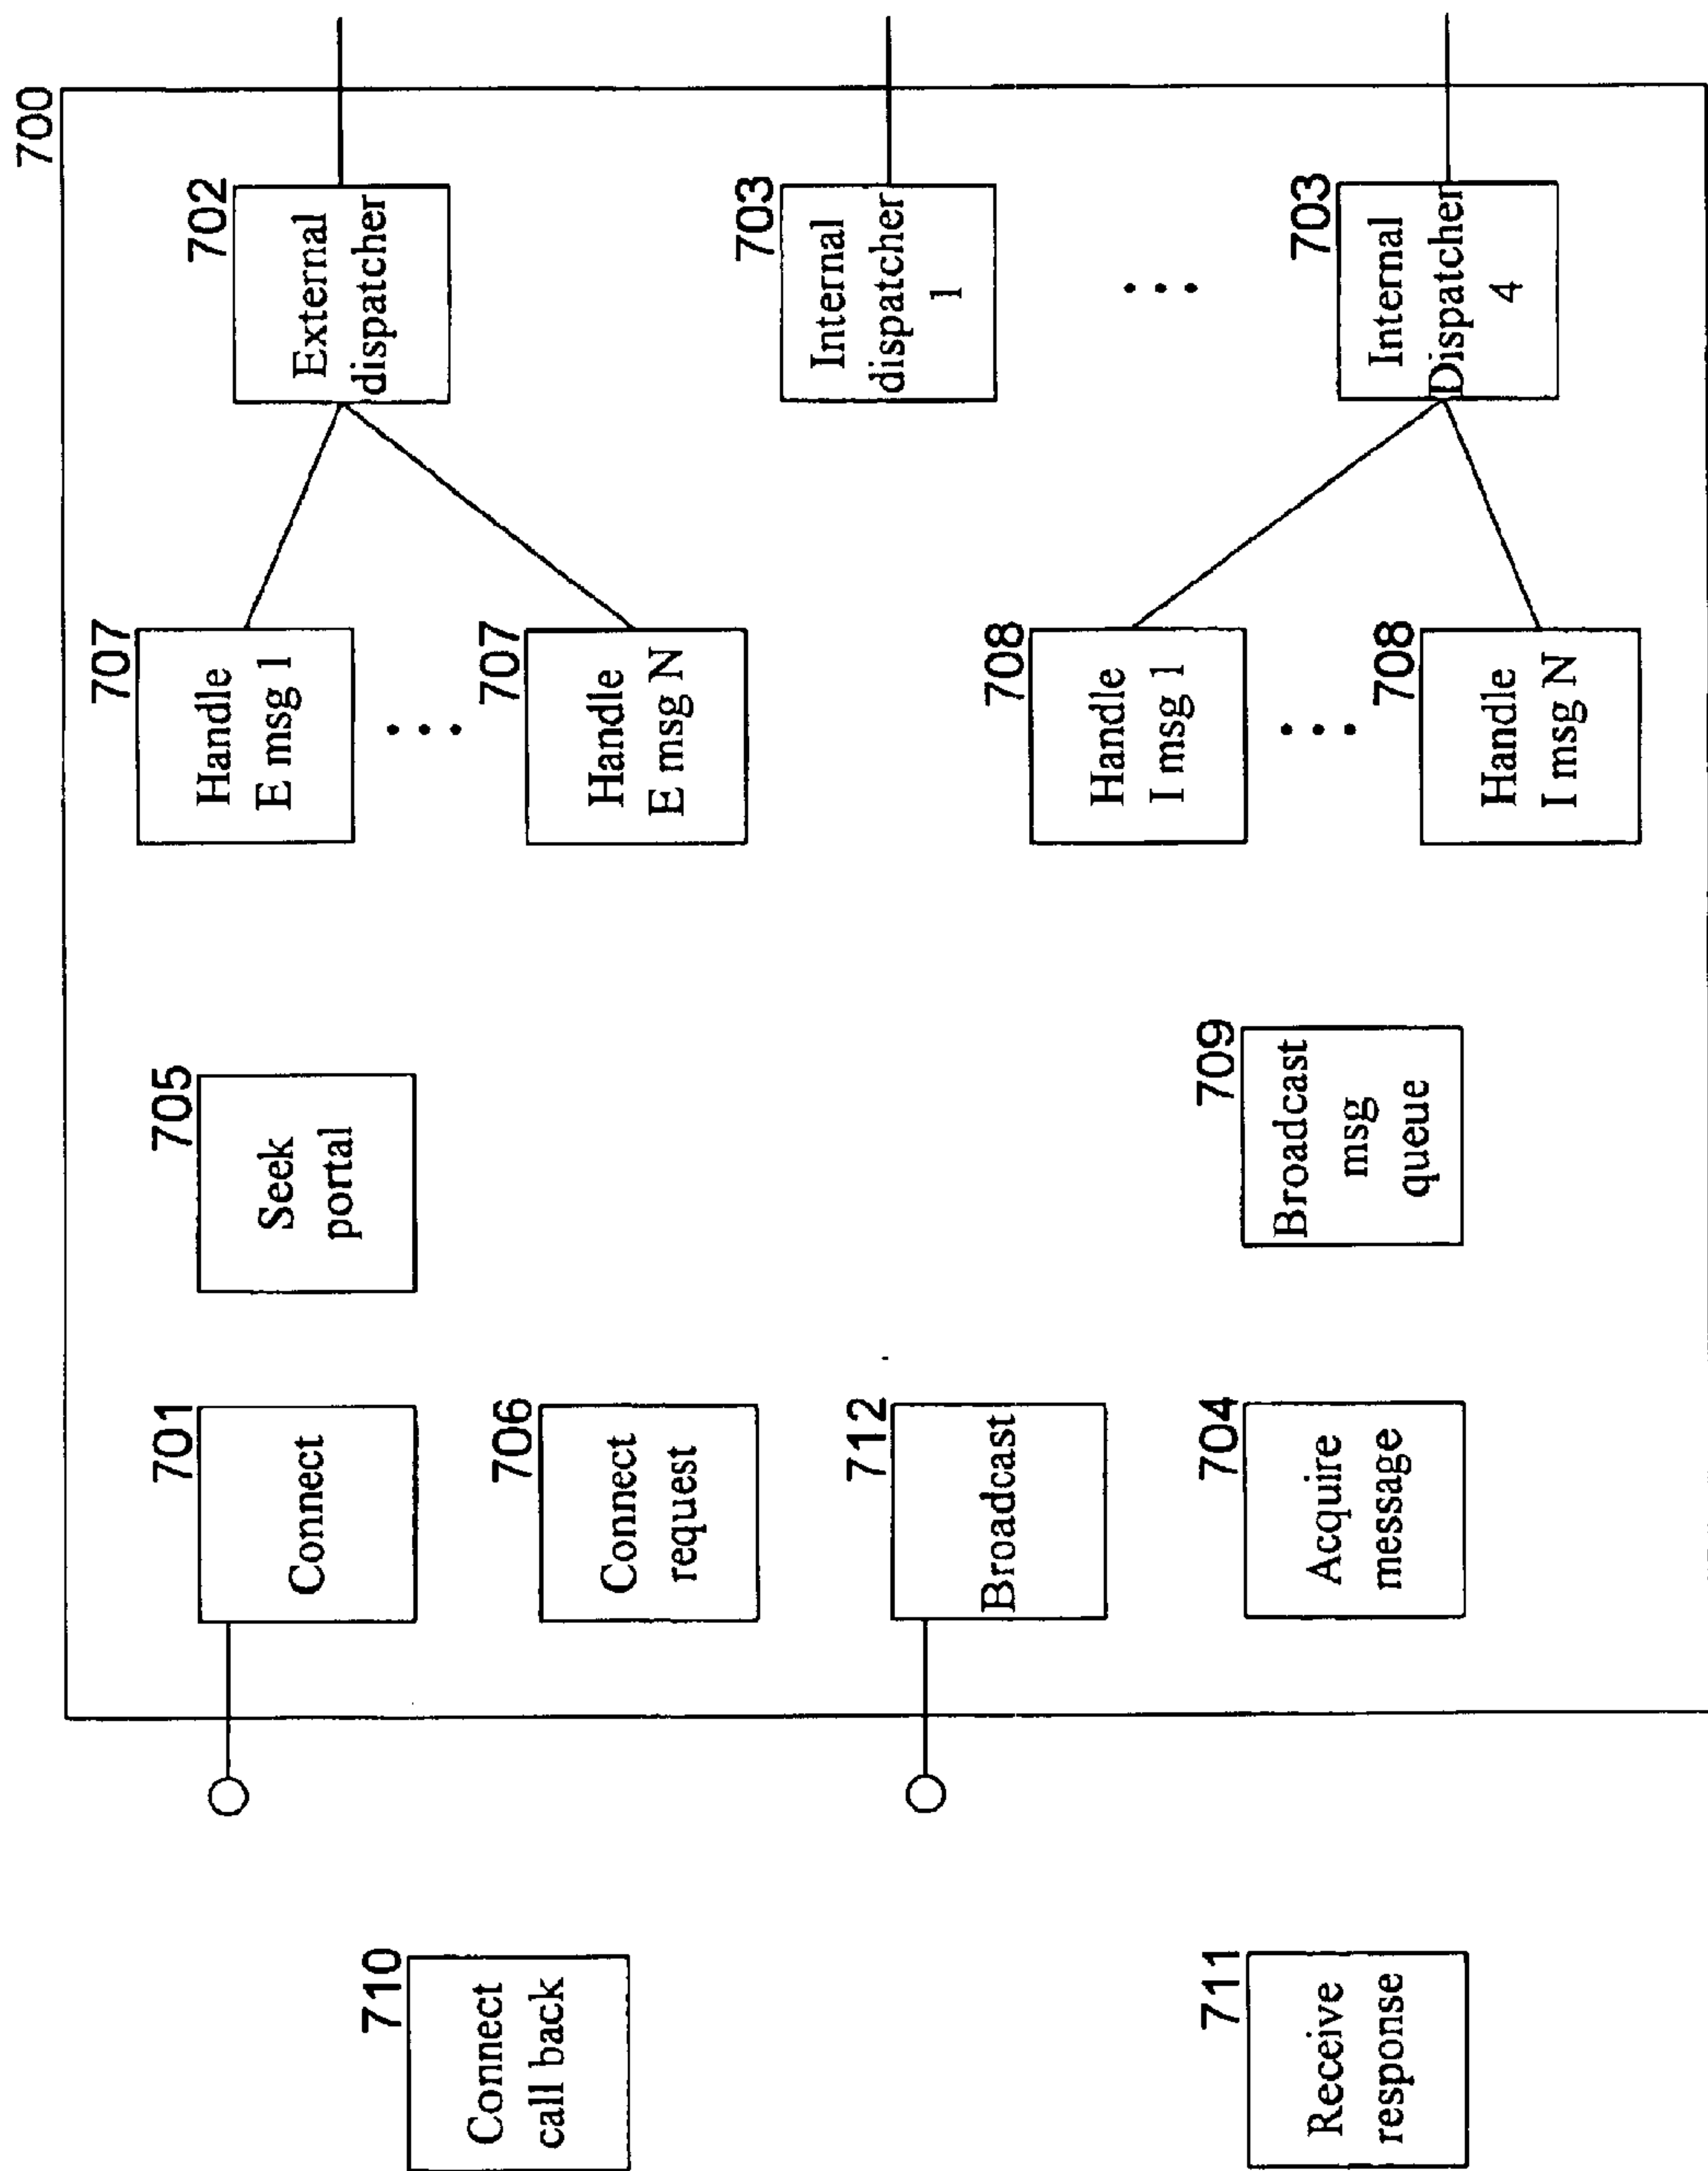 700
710
Connect
call back
711
Receive
response
701
Connect
706
Connect
request
712
Broadcast
704
Acquire
message
705
Seek
portal
709
Broadcast
msg
queue
707
Handle
E msg 1
707
Handle
E msg N
708
Handle
I msg 1
708
Handle
I msg N
702
External
dispatcher
703
Internal
dispatcher
1
703
Internal
Dispatcher
4